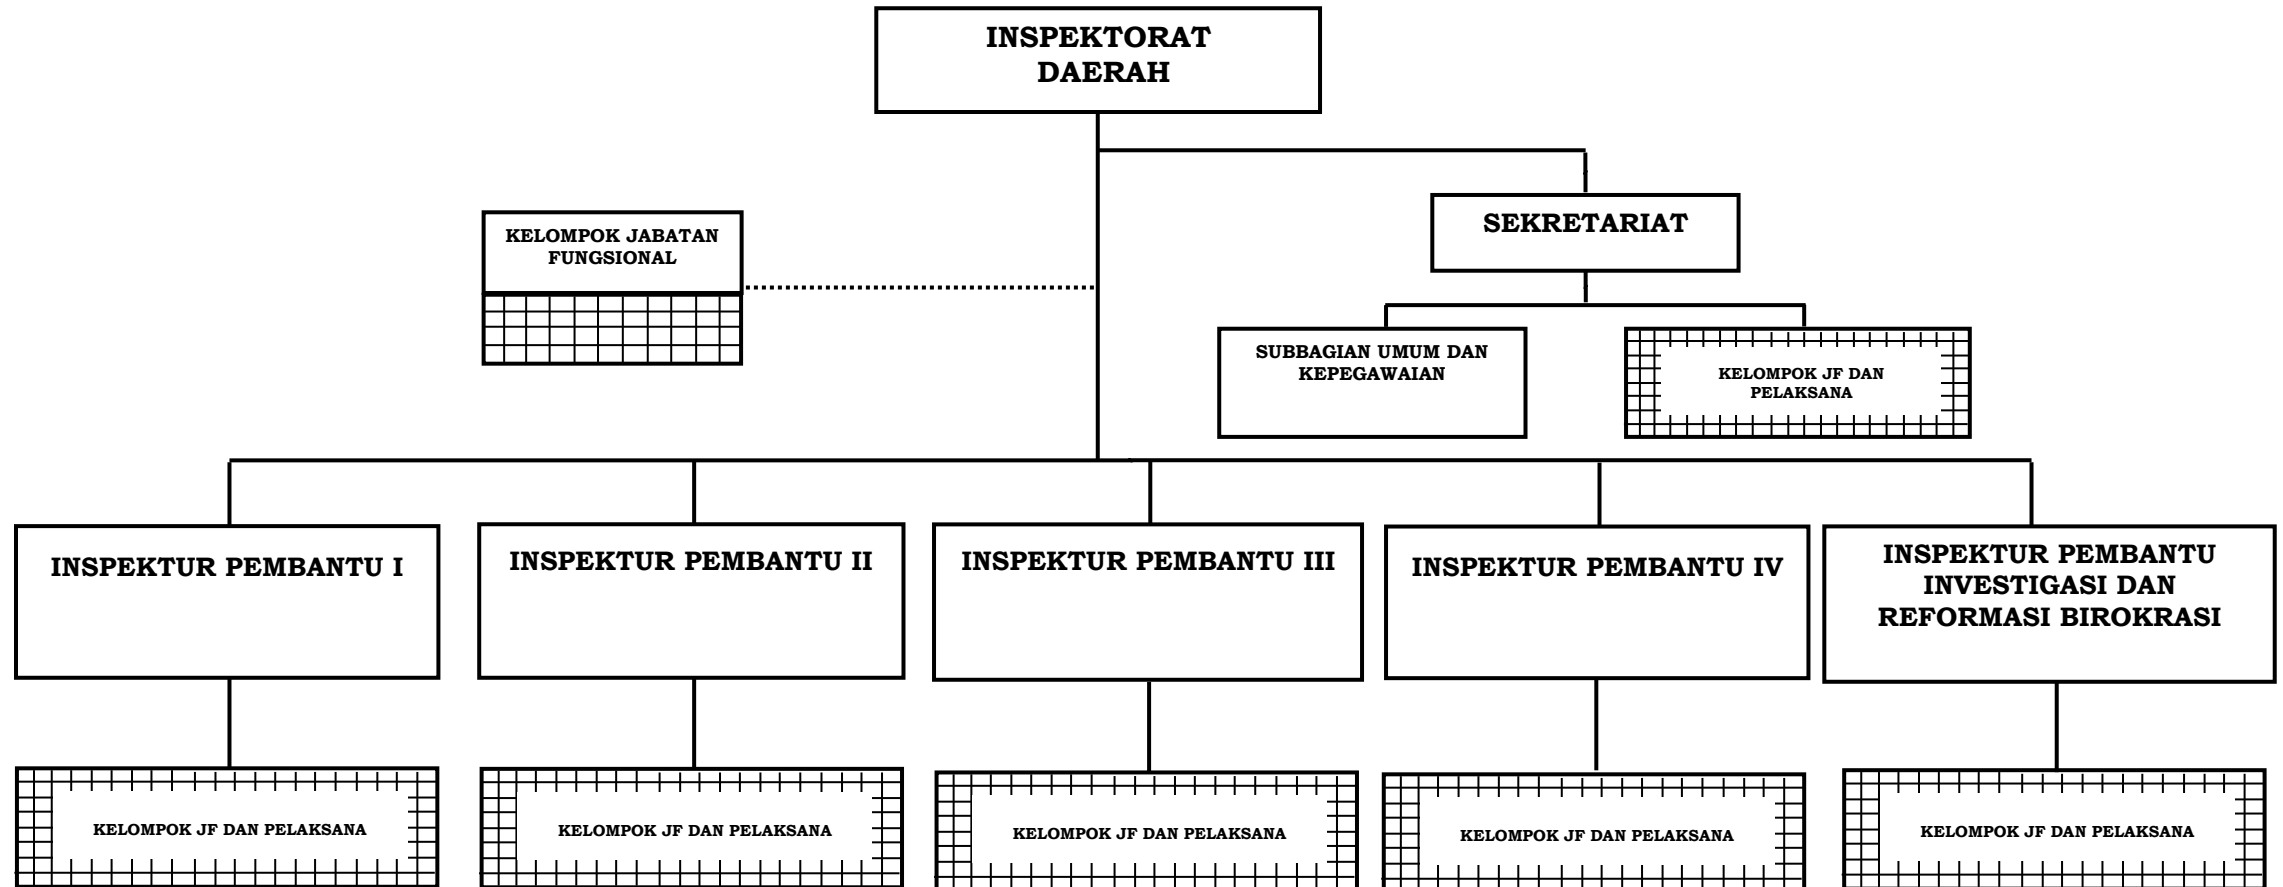 INSPEKTORAT
DAERAH
SEKRETARIAT
KELOMPOK JABATAN
FUNGSIONAL
SUBBAGIAN UMUM DAN
KEPEGAWAIAN
KELOMPOK JF DAN
PELAKSANA
INSPEKTUR PEMBANTU I
INSPEKTUR PEMBANTU II
INSPEKTUR PEMBANTU III
INSPEKTUR PEMBANTU IV
INSPEKTUR PEMBANTU
INVESTIGASI DAN
REFORMASI BIROKRASI
KELOMPOK JF DAN PELAKSANA
KELOMPOK JF DAN PELAKSANA
KELOMPOK JF DAN PELAKSANA
KELOMPOK JF DAN PELAKSANA
KELOMPOK JF DAN PELAKSANA